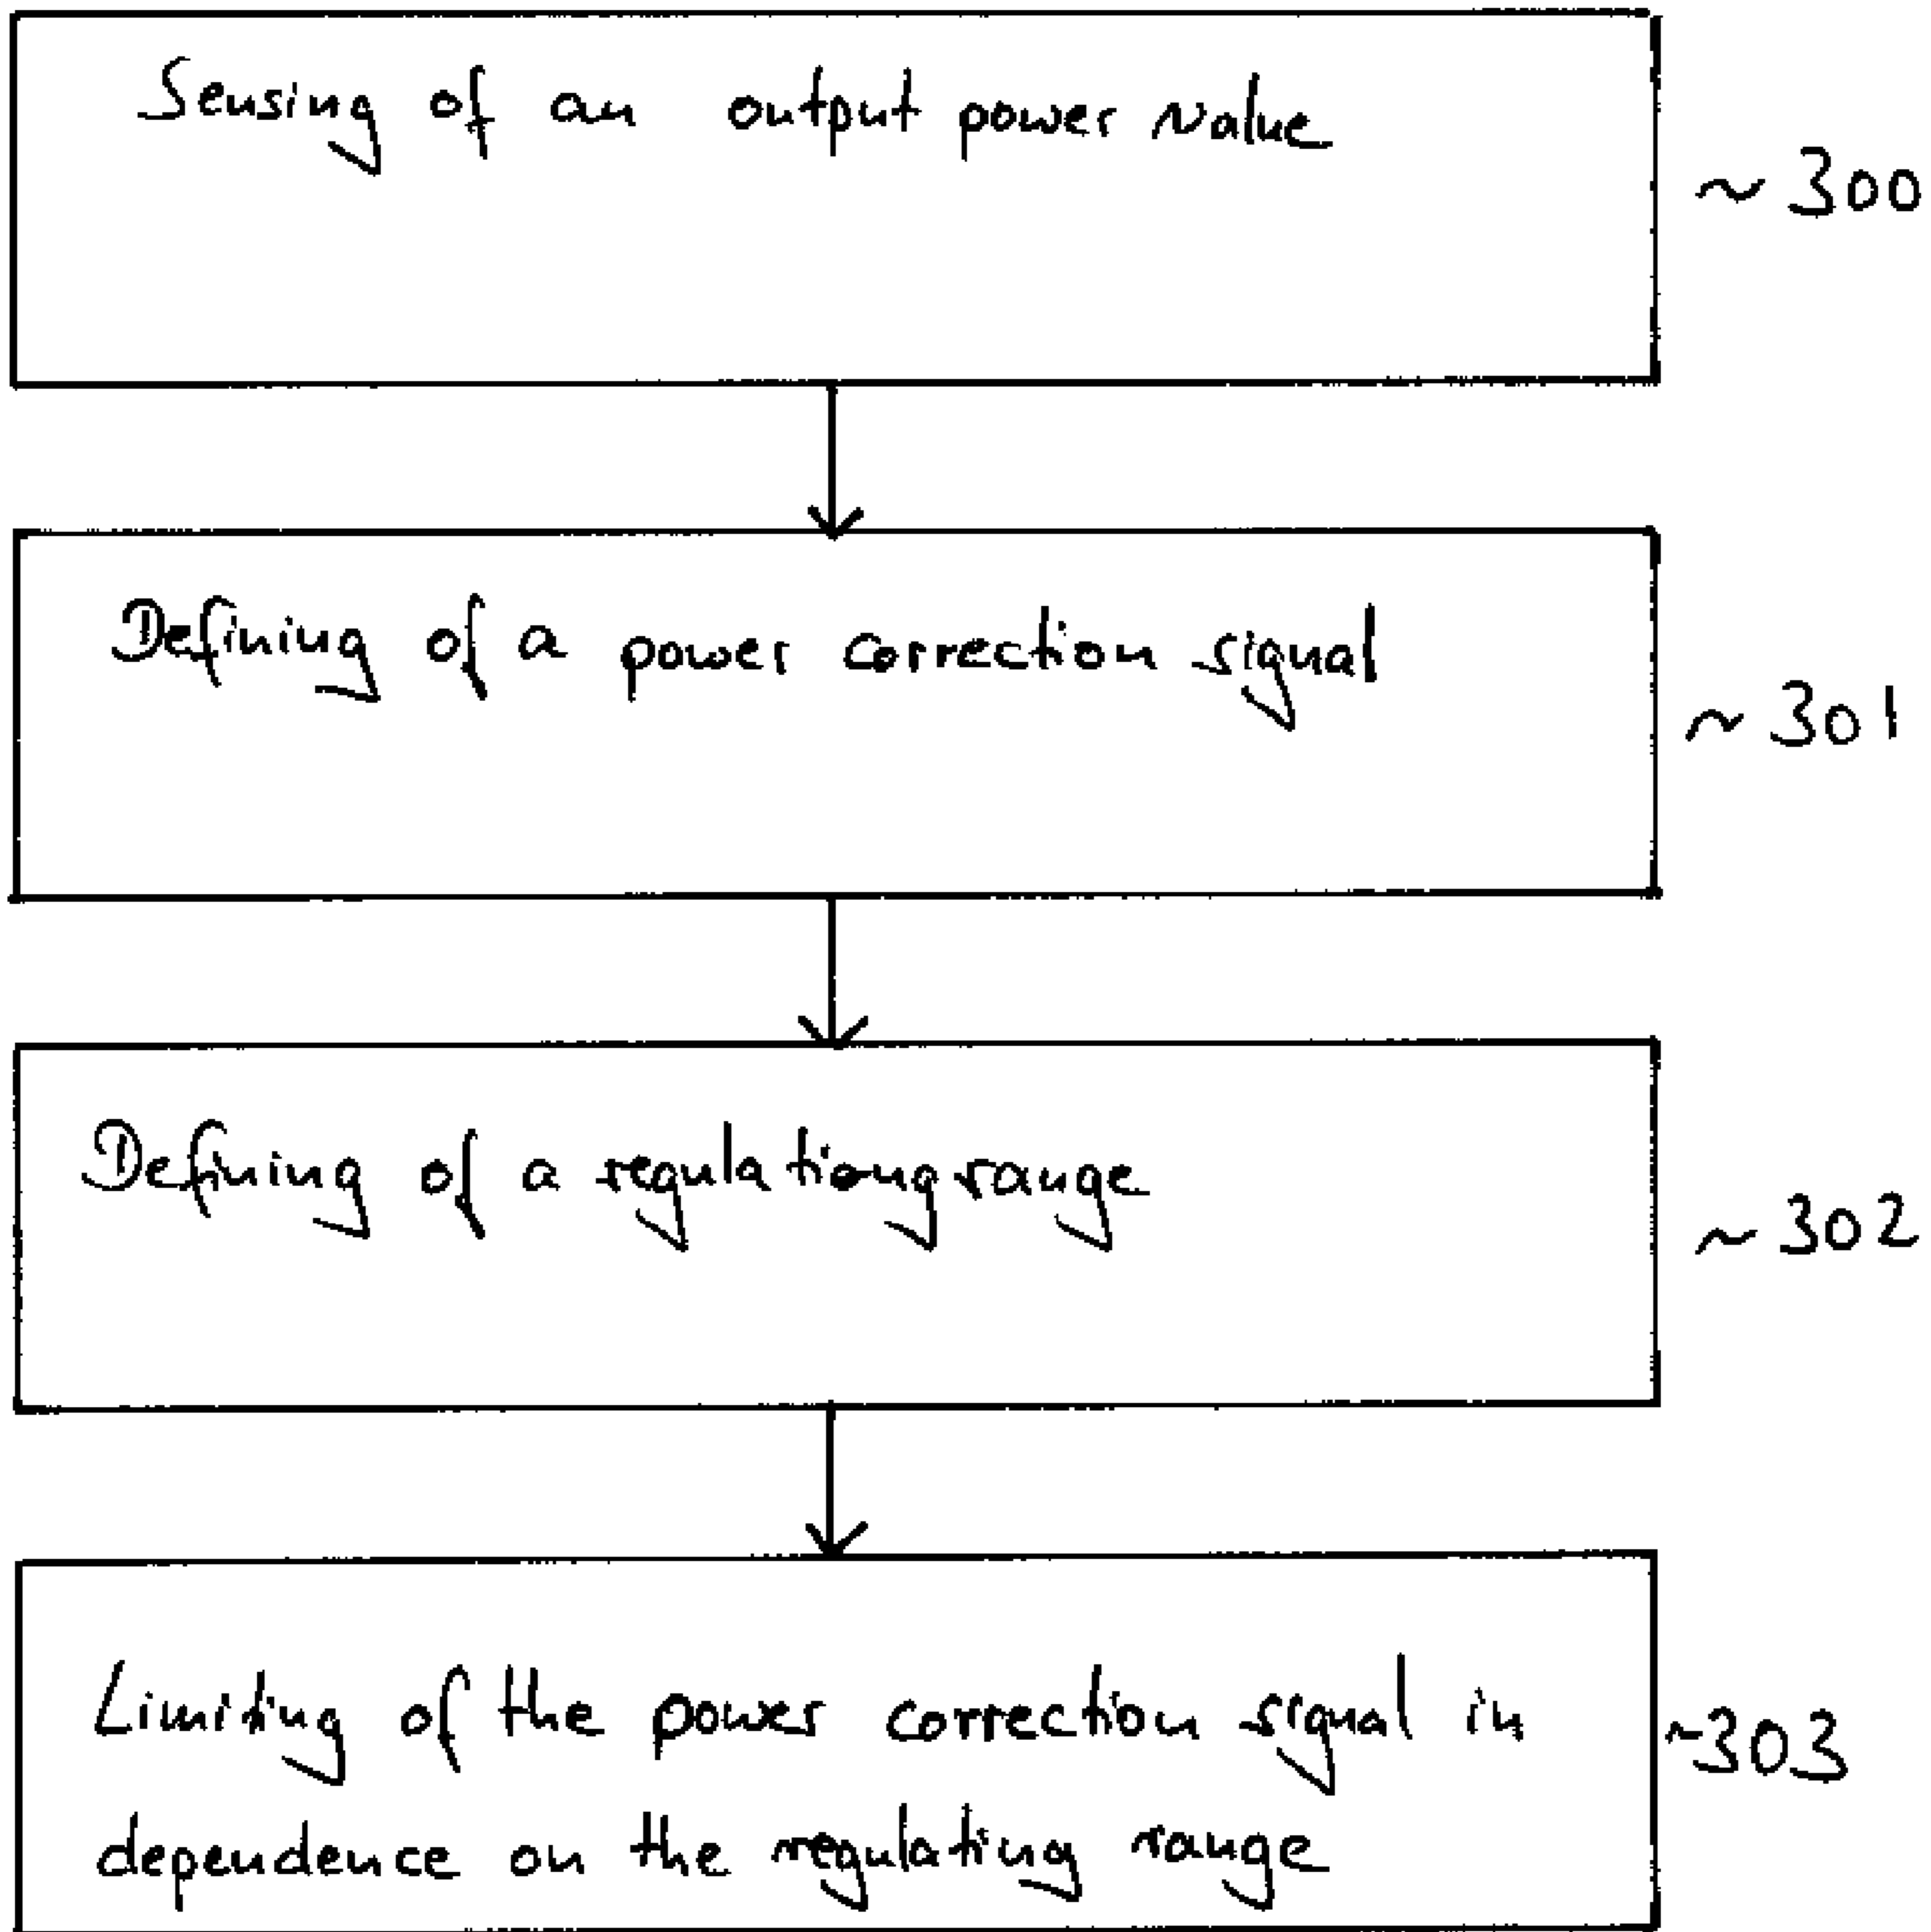 Sensing of an output power value
~ 300
Defining of a power correction signal
~ 301
Defining of a regulationg range
~ 302
Limiting of the power correction signal in
~303
dependence on the regulating range